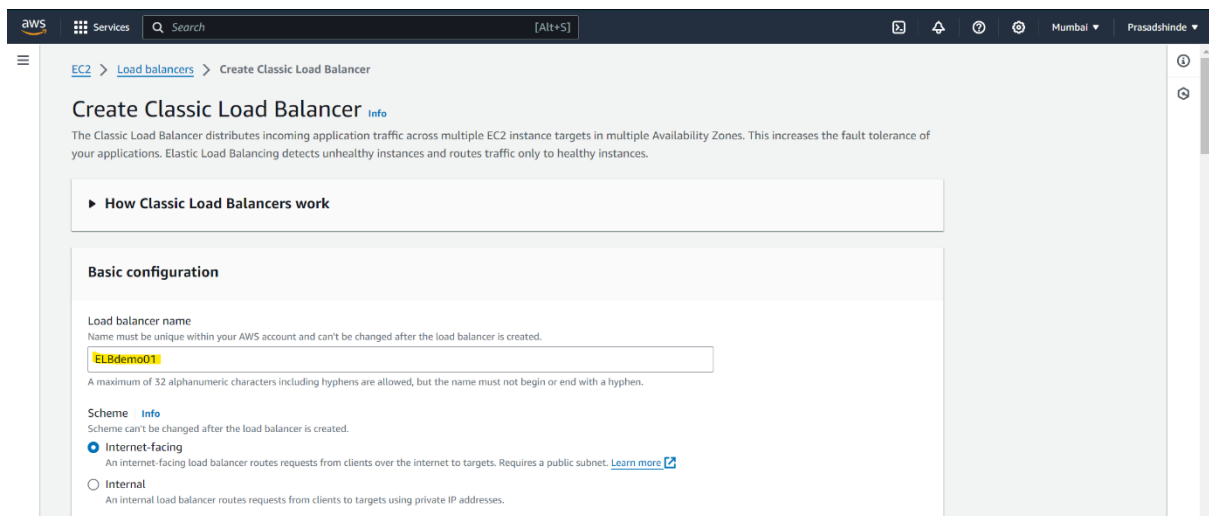 aws Services Search [Alt+S] Mumbai Prasadshinde
EC2 > Load balancers > Create Classic Load Balancer
Create Classic Load Balancer Info
The Classic Load Balancer distributes incoming application traffic across multiple EC2 instance targets in multiple Availability Zones. This increases the fault tolerance of
your applications. Elastic Load Balancing detects unhealthy instances and routes traffic only to healthy instances.
How Classic Load Balancers work
Basic configuration
Load balancer name
Name must be unique within your AWS account and can't be changed after the load balancer is created.
ELBdemo01
A maximum of 32 alphanumeric characters including hyphens are allowed, but the name must not begin or end with a hyphen.
Scheme Info
Scheme can't be changed after the load balancer is created.
Internet-facing
An internet-facing load balancer routes requests from clients over the internet to targets. Requires a public subnet. Learn more
Internal
An internal load balancer routes requests from clients to targets using private IP addresses.